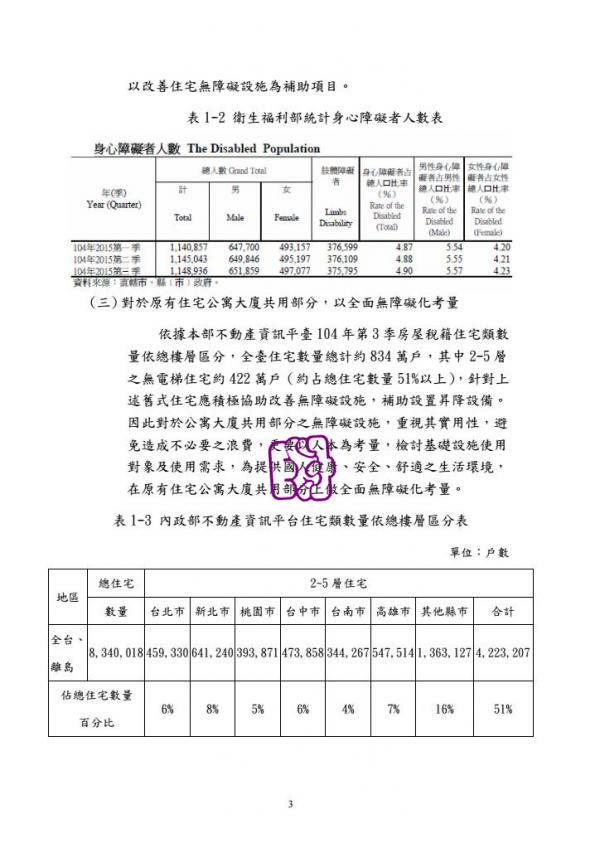 以改善住宅無障礙設施為補助項目。
表1-2 衛生福利部統計身心障礙者人數表
身心障礙者人數 The Disabled Population
年(季) Year (Quarter) 總人數 Grand Total 肢體障礙者 Limbs Disability 身心障礙者占總人口比率（％） Rate of the Disabled (Total) 男性身心障礙者占男性總人口比率（％） Rate of the Disabled (Male) 女性身心障礙者占女性總人口比率（％） Rate of the Disabled (Female)
計 Total 男 Male 女 Female
104年2015第一季 1,140,857 647,700 493,157 376,599 4.87 5.54 4.20
104年2015第二季 1,145,043 649,846 495,197 376,109 4.88 5.55 4.21
104年2015第三季 1,148,936 651,859 497,077 375,795 4.90 5.57 4.23
資料來源：直轄市、縣（市）政府。
(三)對於原有住宅公寓大廈共用部分，以全面無障礙化考量
依據本部不動產資訊平臺 104 年第 3 季房屋稅籍住宅類數
量依總樓層區分，全臺住宅數量總計約 834 萬戶，其中 2-5 層
之無電梯住宅約 422 萬戶（約占總住宅數量 51%以上），針對上
述舊式住宅應積極協助改善無障礙設施，補助設置昇降設備。
因此對於公寓大廈共用部分之無障礙設施，重視其實用性，避
免造成不必要之浪費，更要以人本為考量，檢討基礎設施使用
對象及使用需求，為提供國人健康、安全、舒適之生活環境，
在原有住宅公寓大廈共用部分上做全面無障礙化考量。
表 1-3 內政部不動產資訊平台住宅類數量依總樓層區分表
單位：戶數
地區 總住宅數量 2~5 層住宅
台北市 新北市 桃園市 台中市 台南市 高雄市 其他縣市 合計
全台、離島 8,340,018 459,330 641,240 393,871 473,858 344,267 547,514 1,363,127 4,223,207
佔總住宅數量百分比 6% 8% 5% 6% 4% 7% 16% 51%
3